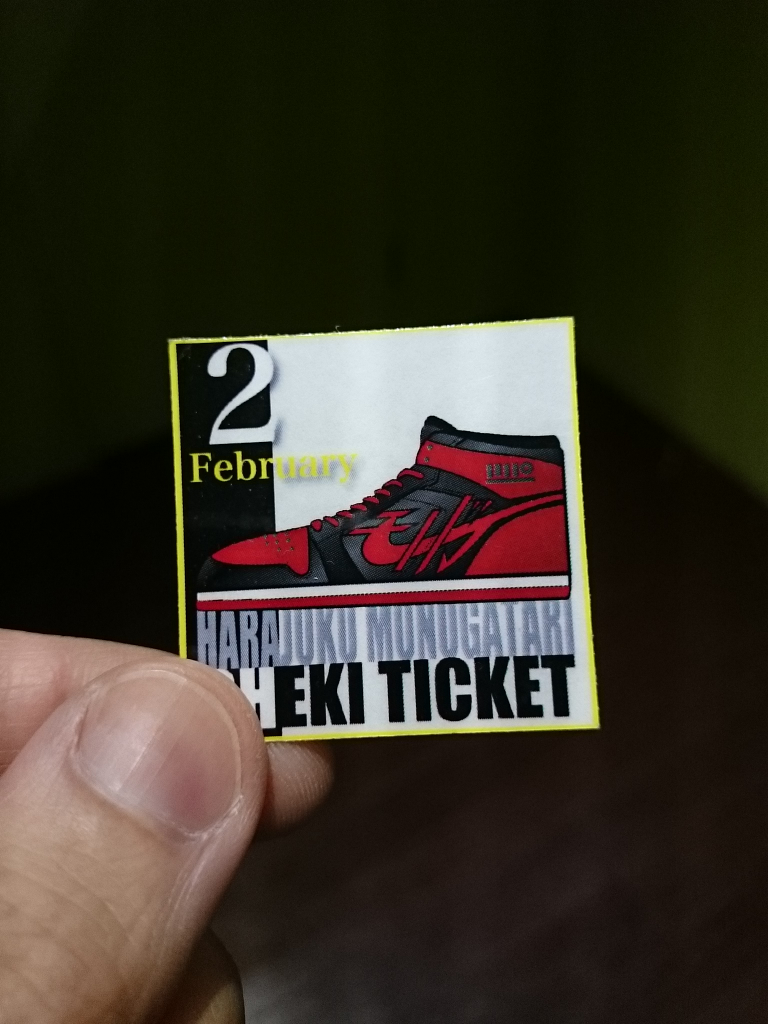 2
February
HARAJUKU MONOGATARI
CHEKI TICKET